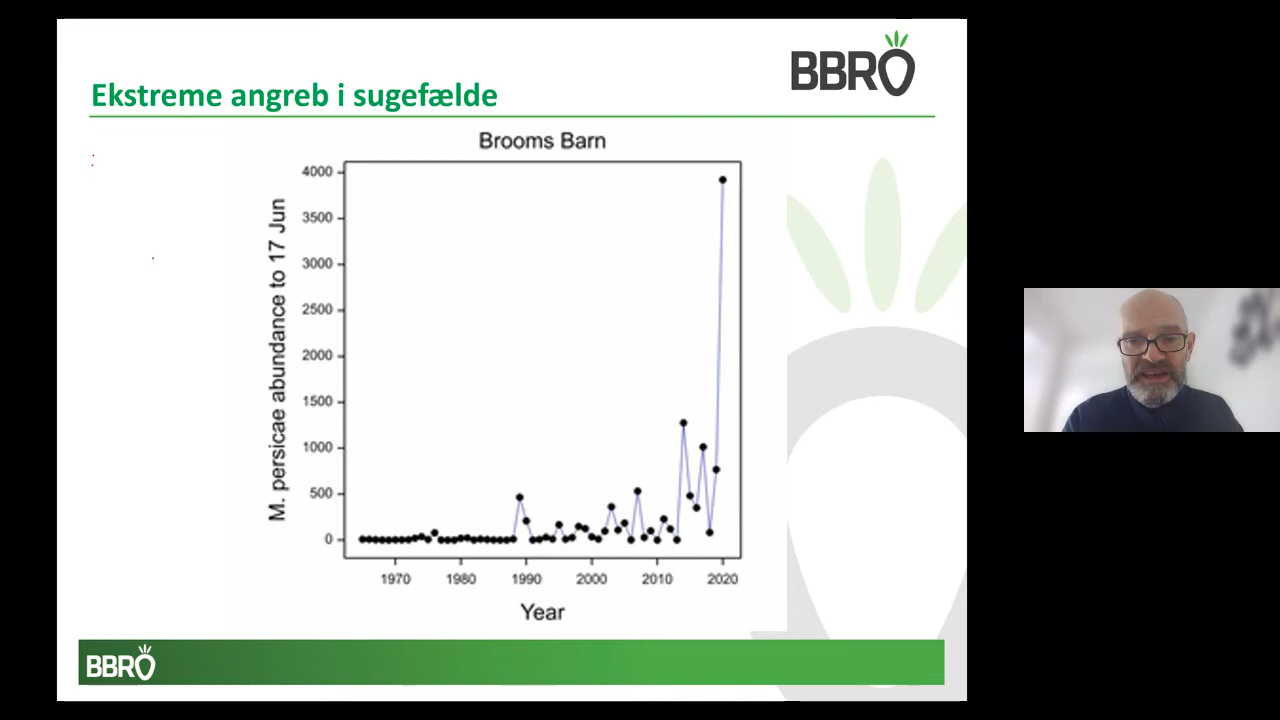 BBRO
Ekstreme angreb i sugefælde
Brooms Barn
M. persicae abundance to 17 Jun
4000
3500
3000
2500
2000
1500
1000
500
0
1970 1980 1990 2000 2010 2020
Year
BBRO